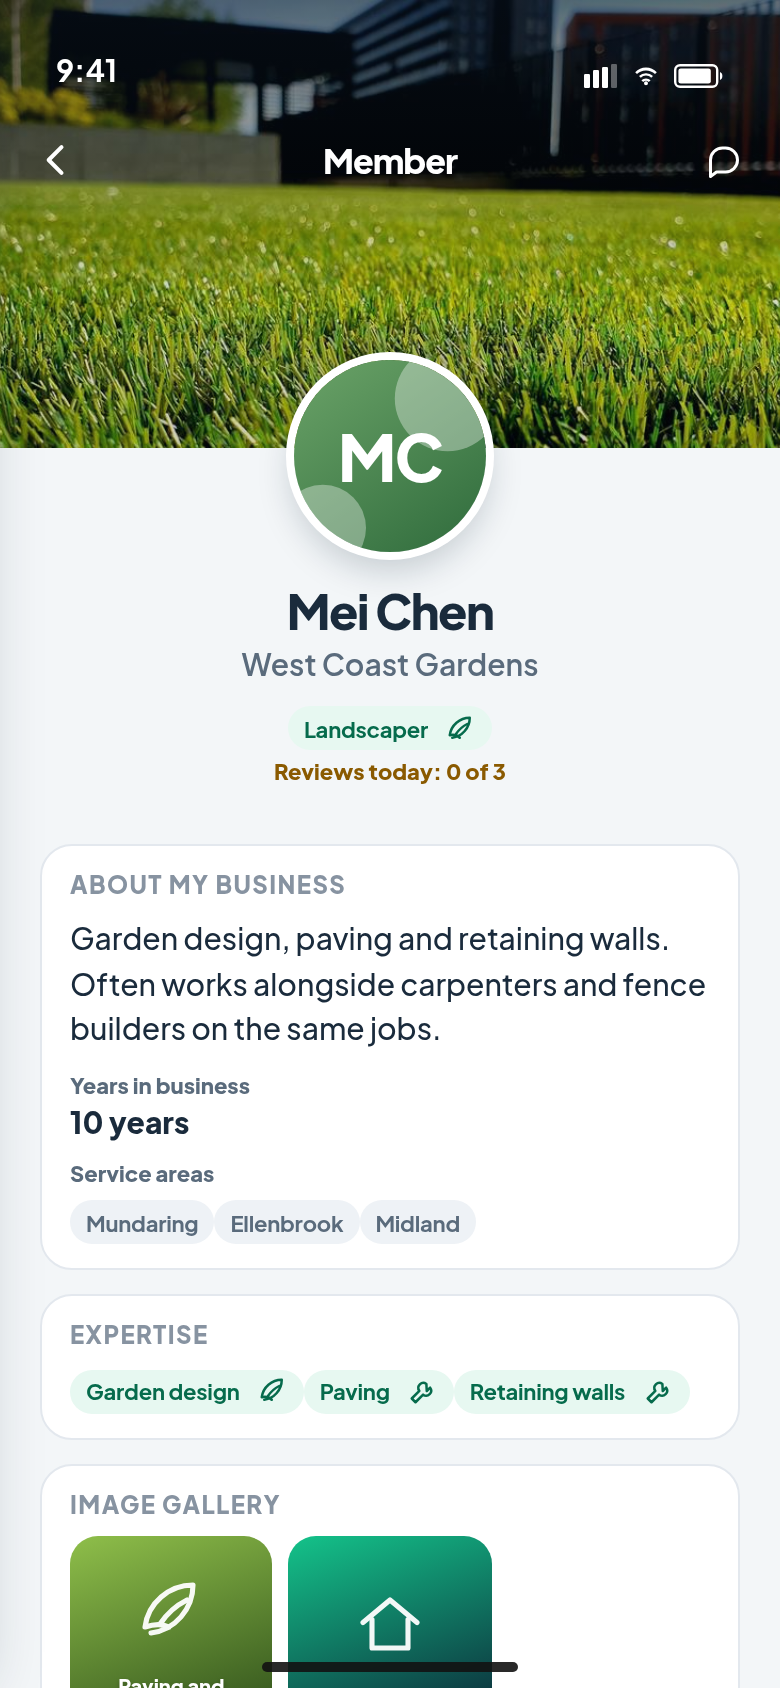 9:41
Member
MC
Mei Chen
West Coast Gardens
Landscaper
Reviews today: 0 of 3
ABOUT MY BUSINESS
Garden design, paving and retaining walls.
Often works alongside carpenters and fence
builders on the same jobs.
Years in business
10 years
Service areas
Mundaring Ellenbrook Midland
EXPERTISE
Garden design Paving Retaining walls
IMAGE GALLERY
Paving and